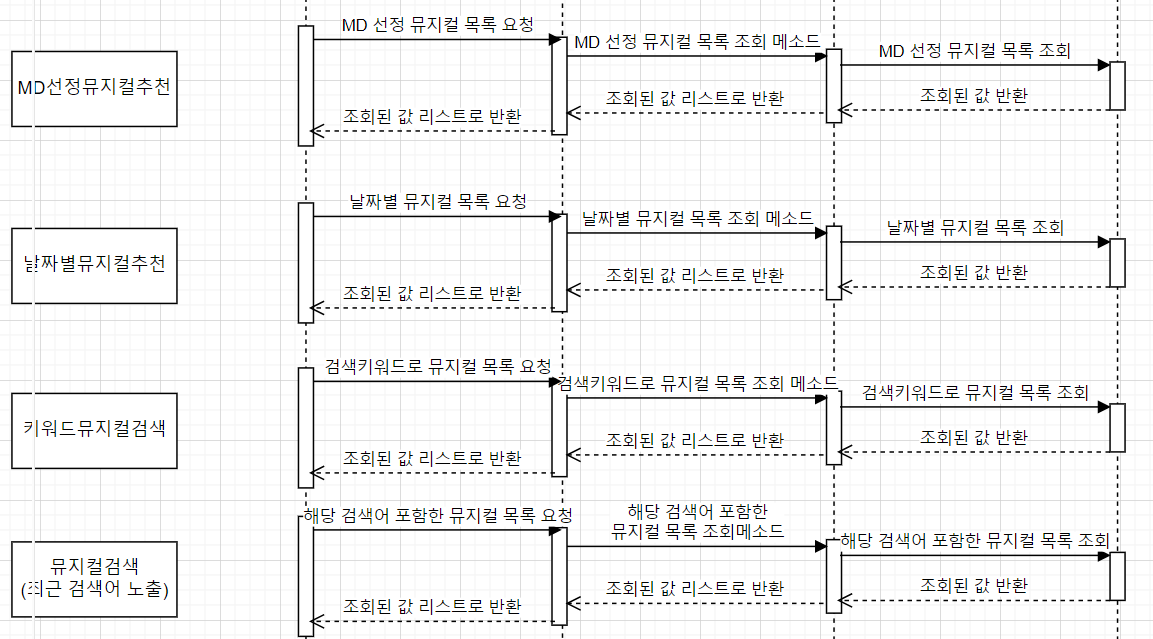 MD 선정 뮤지컬 목록 요청
MD 선정 뮤지컬 목록 조회 메소드
MD 선정 뮤지컬 목록 조회
MD선정뮤지컬추천
조회된 값 반환
조회된 값 리스트로 반환
조회된 값 리스트로 반환
날짜별 뮤지컬 목록 요청
날짜별 뮤지컬 목록 조회 메소드
날짜별 뮤지컬 목록 조회
날짜별뮤지컬추천
조회된 값 반환
조회된 값 리스트로 반환
조회된 값 리스트로 반환
검색키워드로 뮤지컬 목록 요청
검색키워드로 뮤지컬 목록 조회 메소드
검색키워드로 뮤지컬 목록 조회
키워드뮤지컬검색
조회된 값 반환
조회된 값 리스트로 반환
조회된 값 리스트로 반환
해당 검색어 포함한 뮤지컬 목록 요청
해당 검색어 포함한
뮤지컬 목록 조회메소드
해당 검색어 포함한 뮤지컬 목록 조회
뮤지컬검색
(최근 검색어 노출)
조회된 값 반환
조회된 값 리스트로 반환
조회된 값 리스트로 반환